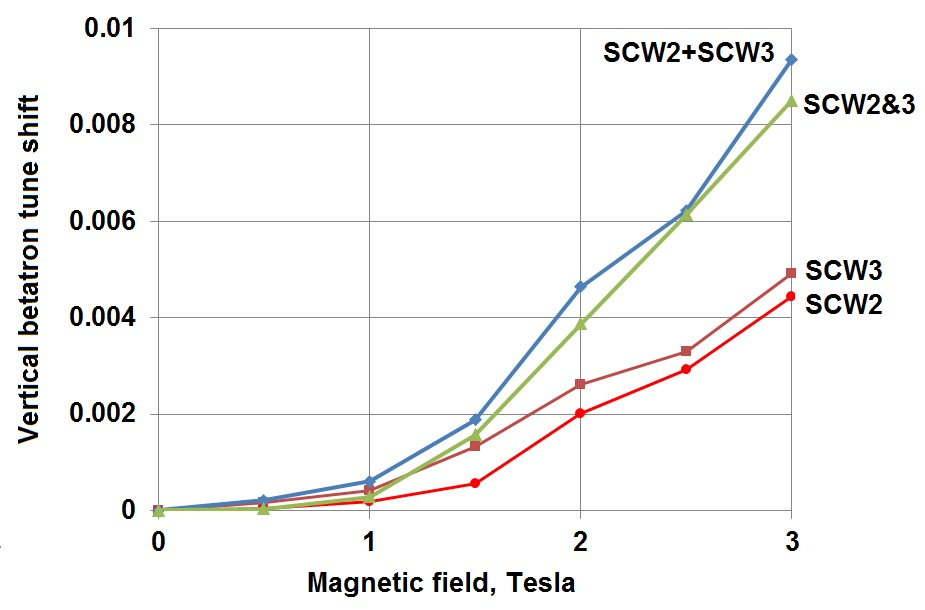 0.01
SCW2+SCW3
SCW2&3
0.008
0.006
SCW3
SCW2
0.004
0.002
0
Vertical betatron tune shift
0 1 2 3
Magnetic field, Tesla